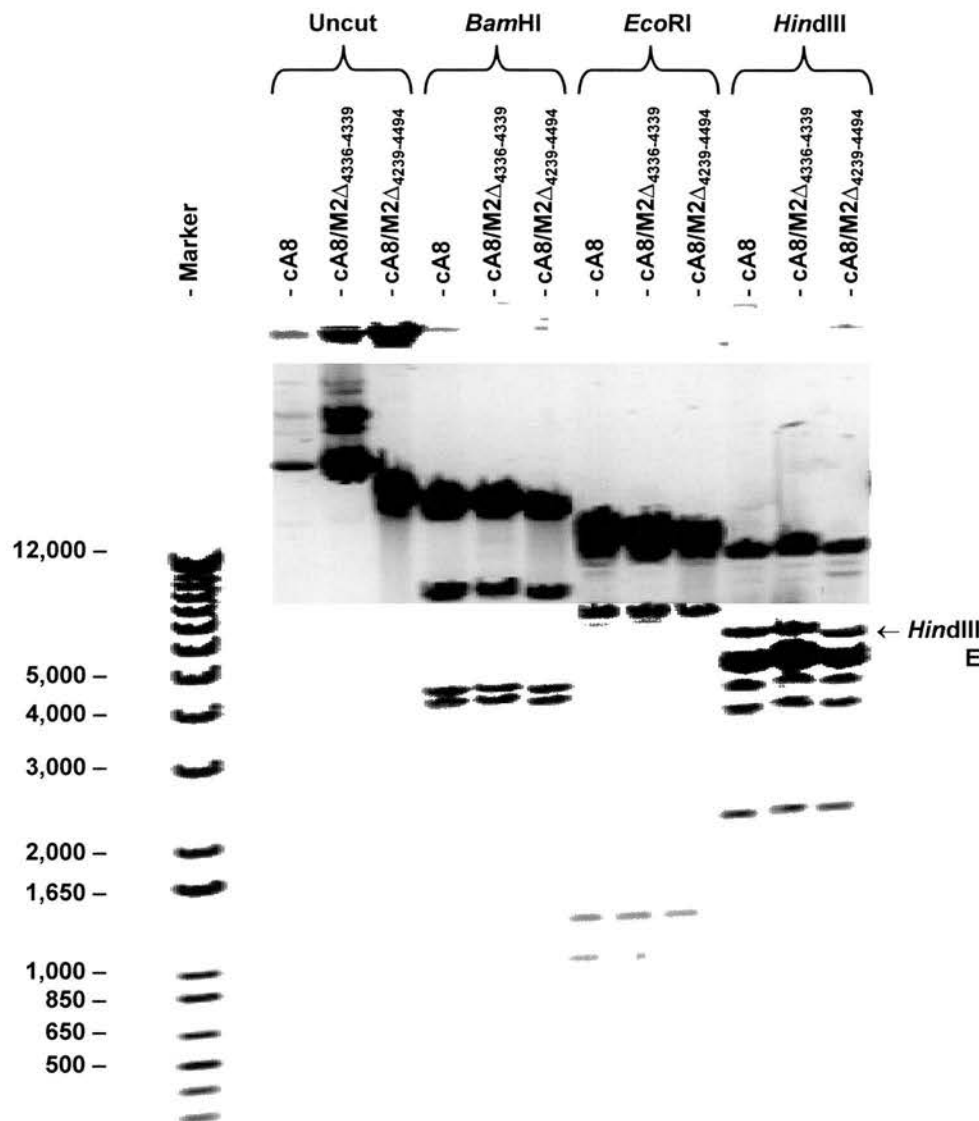 Uncut BamHI EcoRI HindIII
- Marker
- cA8
- cA8/M2Δ4336-4339
- cA8/M2Δ4239-4494
- cA8
- cA8/M2Δ4336-4339
- cA8/M2Δ4239-4494
- cA8
- cA8/M2Δ4336-4339
- cA8/M2Δ4239-4494
- cA8
- cA8/M2Δ4336-4339
- cA8/M2Δ4239-4494
12,000 –
← HindIII
E
5,000 –
4,000 –
3,000 –
2,000 –
1,650 –
1,000 –
850 –
650 –
500 –